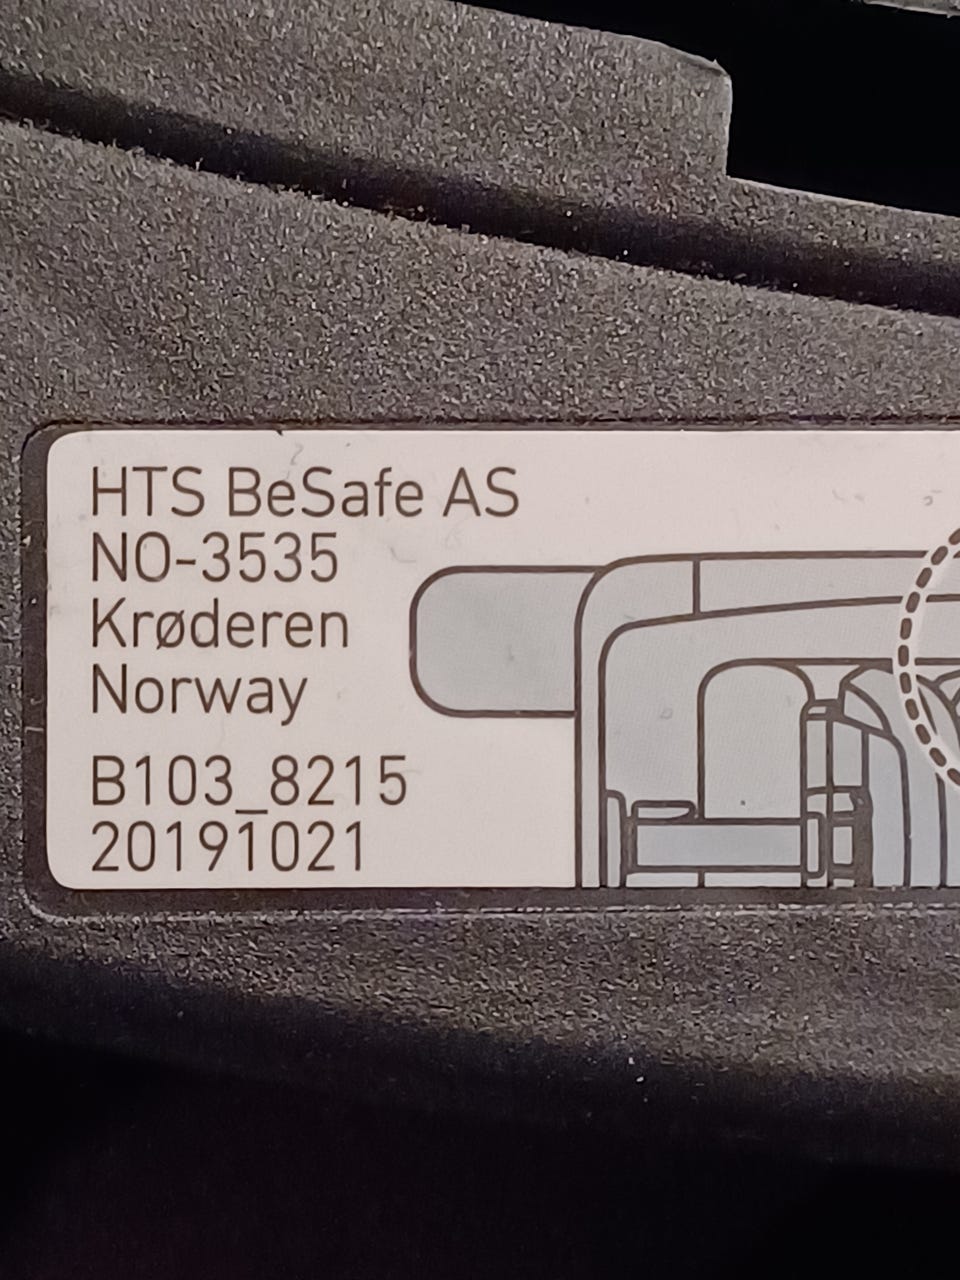 HTS BeSafe AS
NO-3535
Krøderen
Norway
B103_8215
20191021